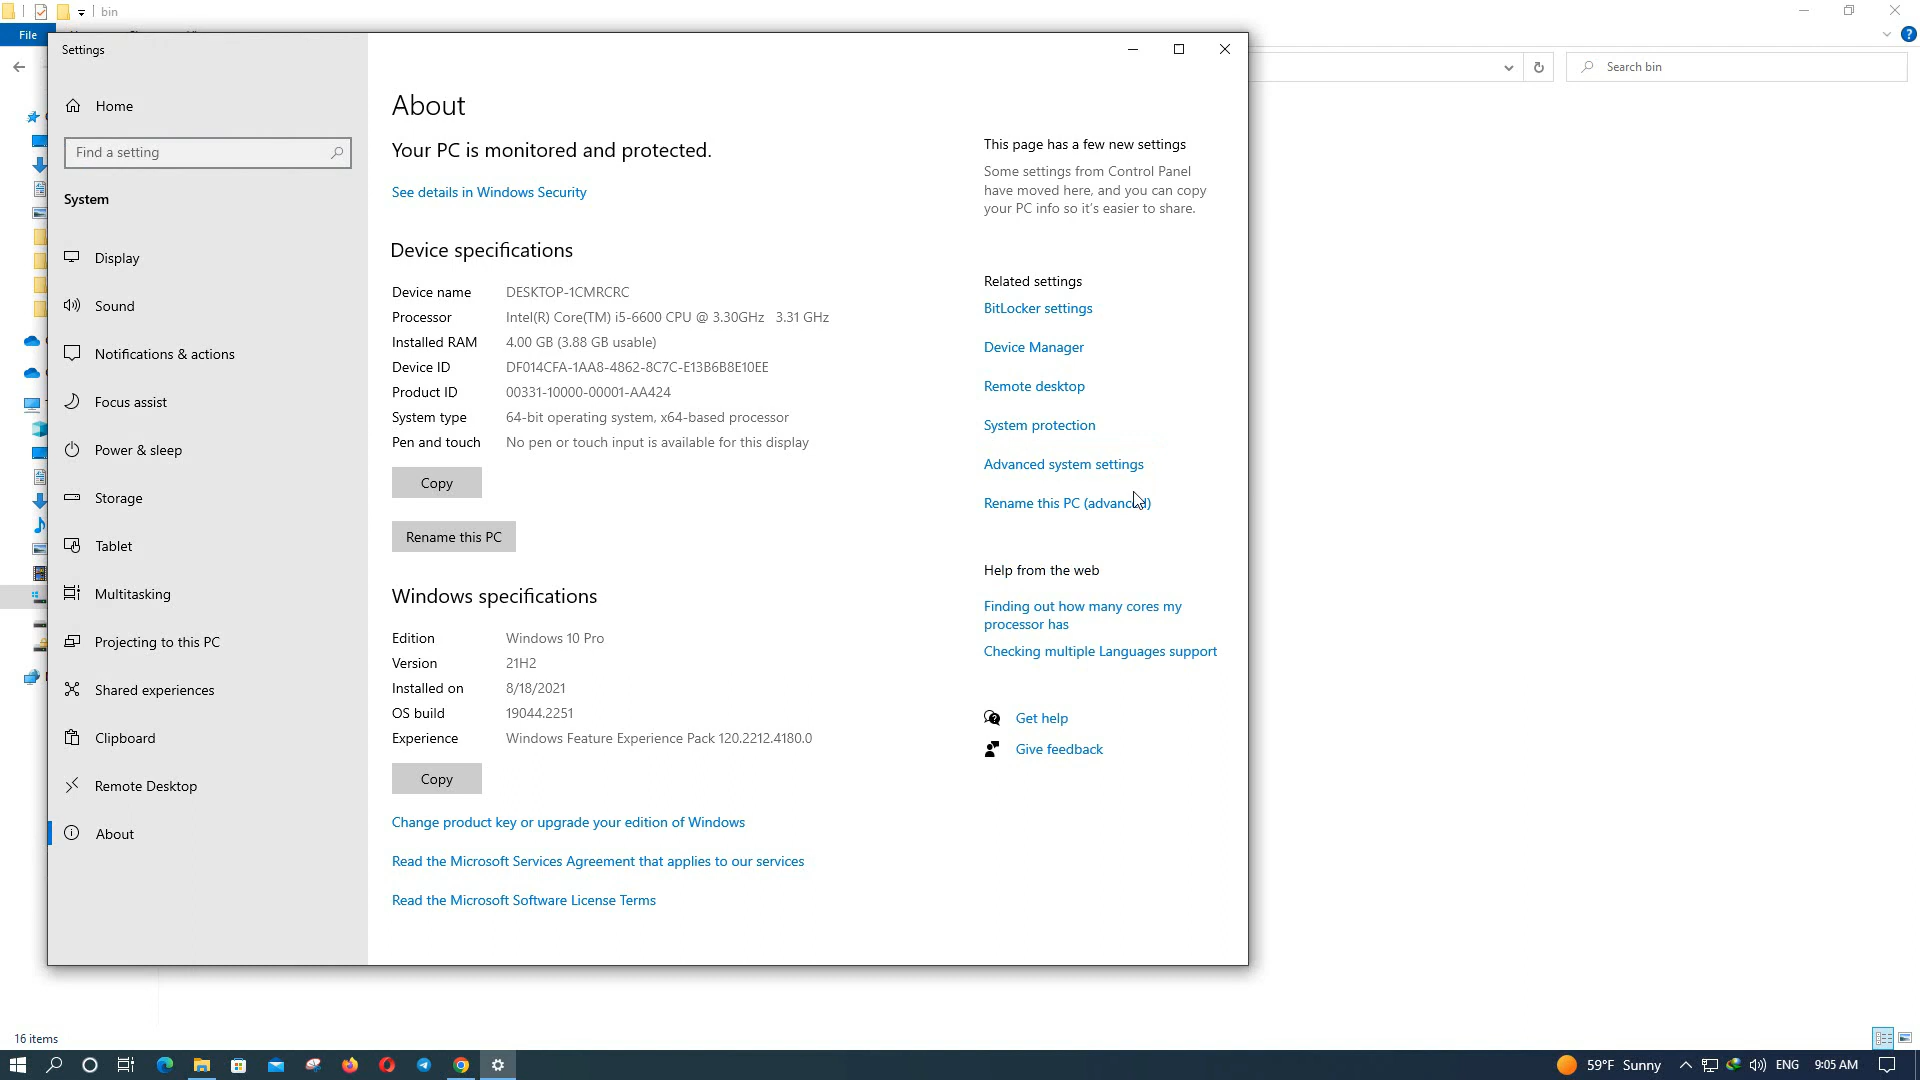 bin
File
Search bin
Settings
Home
Find a setting
System
Display
Sound
Notifications & actions
Focus assist
Power & sleep
Storage
Tablet
Multitasking
Projecting to this PC
Shared experiences
Clipboard
Remote Desktop
About
About
Your PC is monitored and protected.
See details in Windows Security
Device specifications
Device name DESKTOP-1CMRCRC
Processor Intel(R) Core(TM) i5-6600 CPU @ 3.30GHz 3.31 GHz
Installed RAM 4.00 GB (3.88 GB usable)
Device ID DF014CFA-1AA8-4862-8C7C-E13B6B8E10EE
Product ID 00331-10000-00001-AA424
System type 64-bit operating system, x64-based processor
Pen and touch No pen or touch input is available for this display
Copy
Rename this PC
Windows specifications
Edition Windows 10 Pro
Version 21H2
Installed on 8/18/2021
OS build 19044.2251
Experience Windows Feature Experience Pack 120.2212.4180.0
Copy
Change product key or upgrade your edition of Windows
Read the Microsoft Services Agreement that applies to our services
Read the Microsoft Software License Terms
This page has a few new settings
Some settings from Control Panel
have moved here, and you can copy
your PC info so it's easier to share.
Related settings
BitLocker settings
Device Manager
Remote desktop
System protection
Advanced system settings
Rename this PC (advanced)
Help from the web
Finding out how many cores my
processor has
Checking multiple Languages support
Get help
Give feedback
16 items
59°F Sunny
ENG
9:05 AM